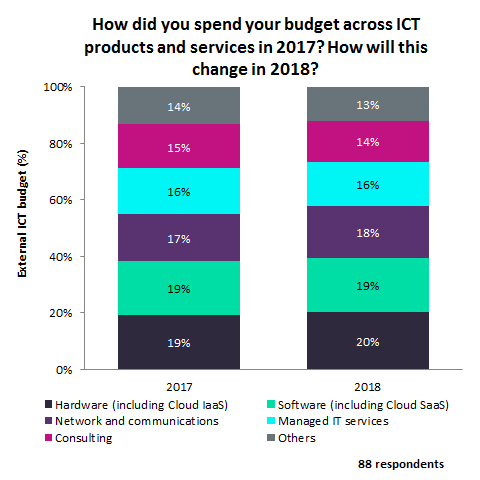 How did you spend your budget across ICT
products and services in 2017? How will this
change in 2018?
External ICT budget (%)
100%
80%
60%
40%
20%
0%
14%
15%
16%
17%
19%
19%
13%
14%
16%
18%
19%
20%
2017
2018
Hardware (including Cloud IaaS)
Software (including Cloud SaaS)
Network and communications
Managed IT services
Consulting
Others
88 respondents